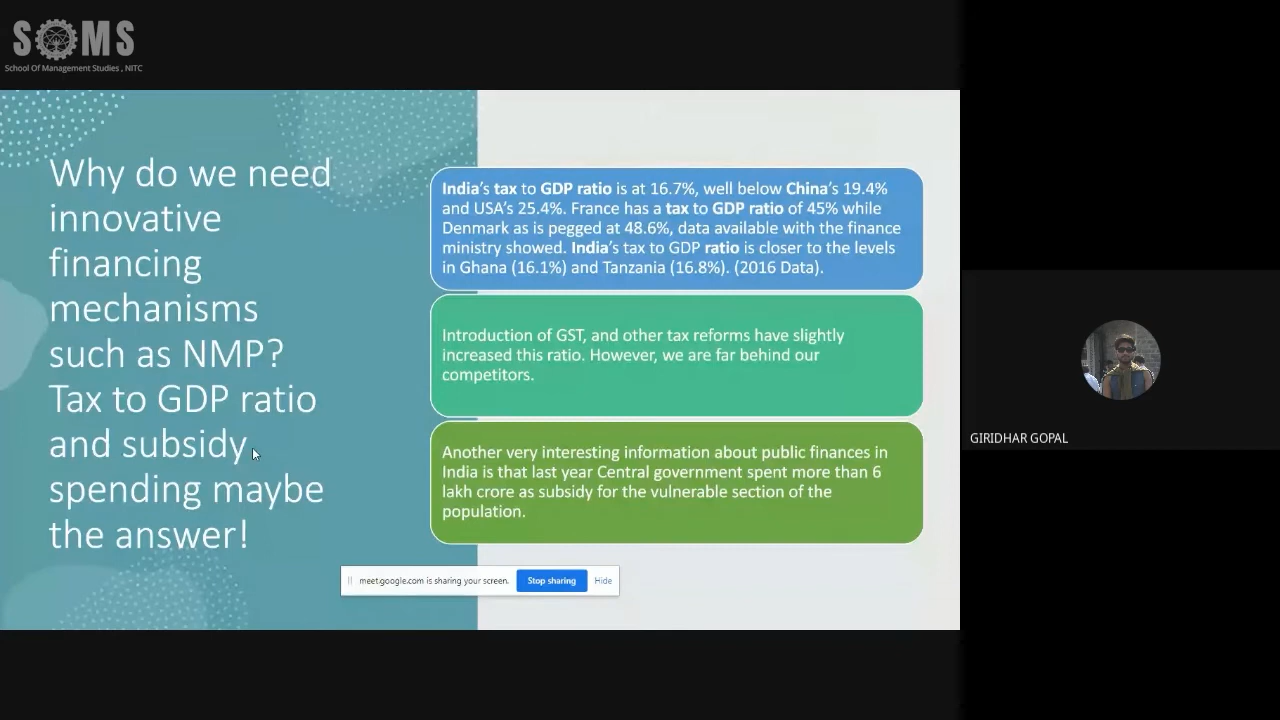 SOMS
School Of Management Studies , NITC
Why do we need
innovative
financing
mechanisms
such as NMP?
Tax to GDP ratio
and subsidy
spending maybe
the answer!
India's tax to GDP ratio is at 16.7%, well below China's 19.4%
and USA's 25.4%. France has a tax to GDP ratio of 45% while
Denmark as is pegged at 48.6%, data available with the finance
ministry showed. India's tax to GDP ratio is closer to the levels
in Ghana (16.1%) and Tanzania (16.8%). (2016 Data).
Introduction of GST, and other tax reforms have slightly
increased this ratio. However, we are far behind our
competitors.
Another very interesting information about public finances in
India is that last year Central government spent more than 6
lakh crore as subsidy for the vulnerable section of the
population.
meet.google.com is sharing your screen. Stop sharing Hide
GIRIDHAR GOPAL